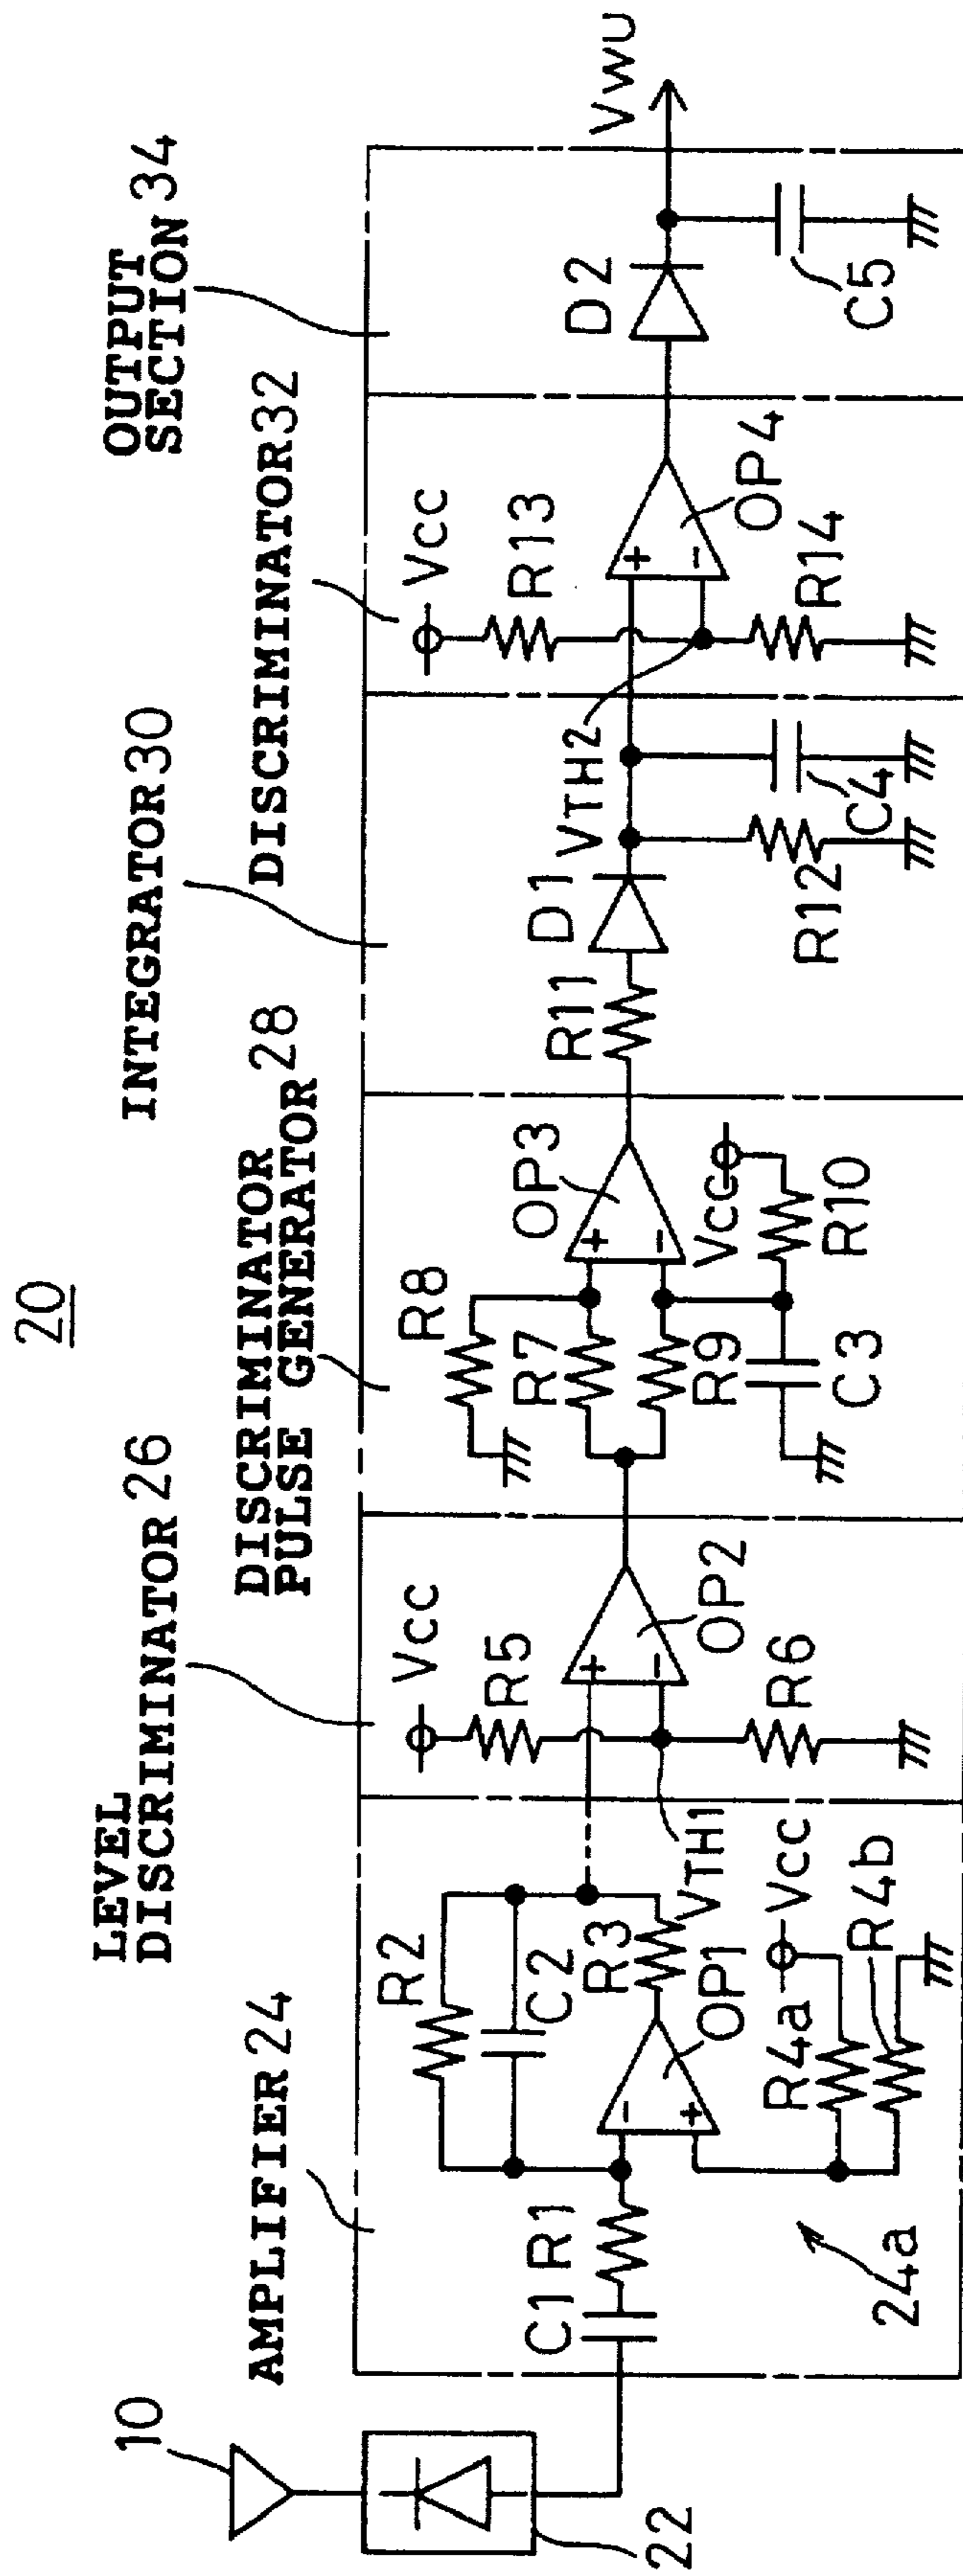 20
10
22
AMPLIFIER 24
C1
R1
R2
C2
R3
OP1
-
+
R4a
R4b
Vcc
24a
LEVEL
DISCRIMINATOR 26
Vcc
R5
R6
VTH1
+
-
OP2
DISCRIMINATOR
PULSE GENERATOR 28
R8
R7
R9
C3
R10
Vcc
+
-
OP3
INTEGRATOR 30
R11
D1
R12
C4
VTH2
DISCRIMINATOR 32
Vcc
R13
R14
+
-
OP4
OUTPUT
SECTION 34
D2
C5
VWU